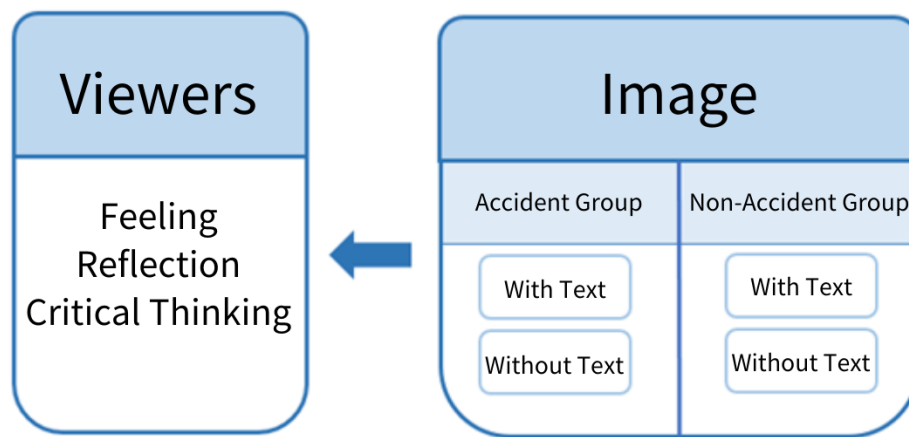 Viewers
Feeling
Reflection
Critical Thinking
Image
Accident Group
Non-Accident Group
With Text
Without Text
With Text
Without Text